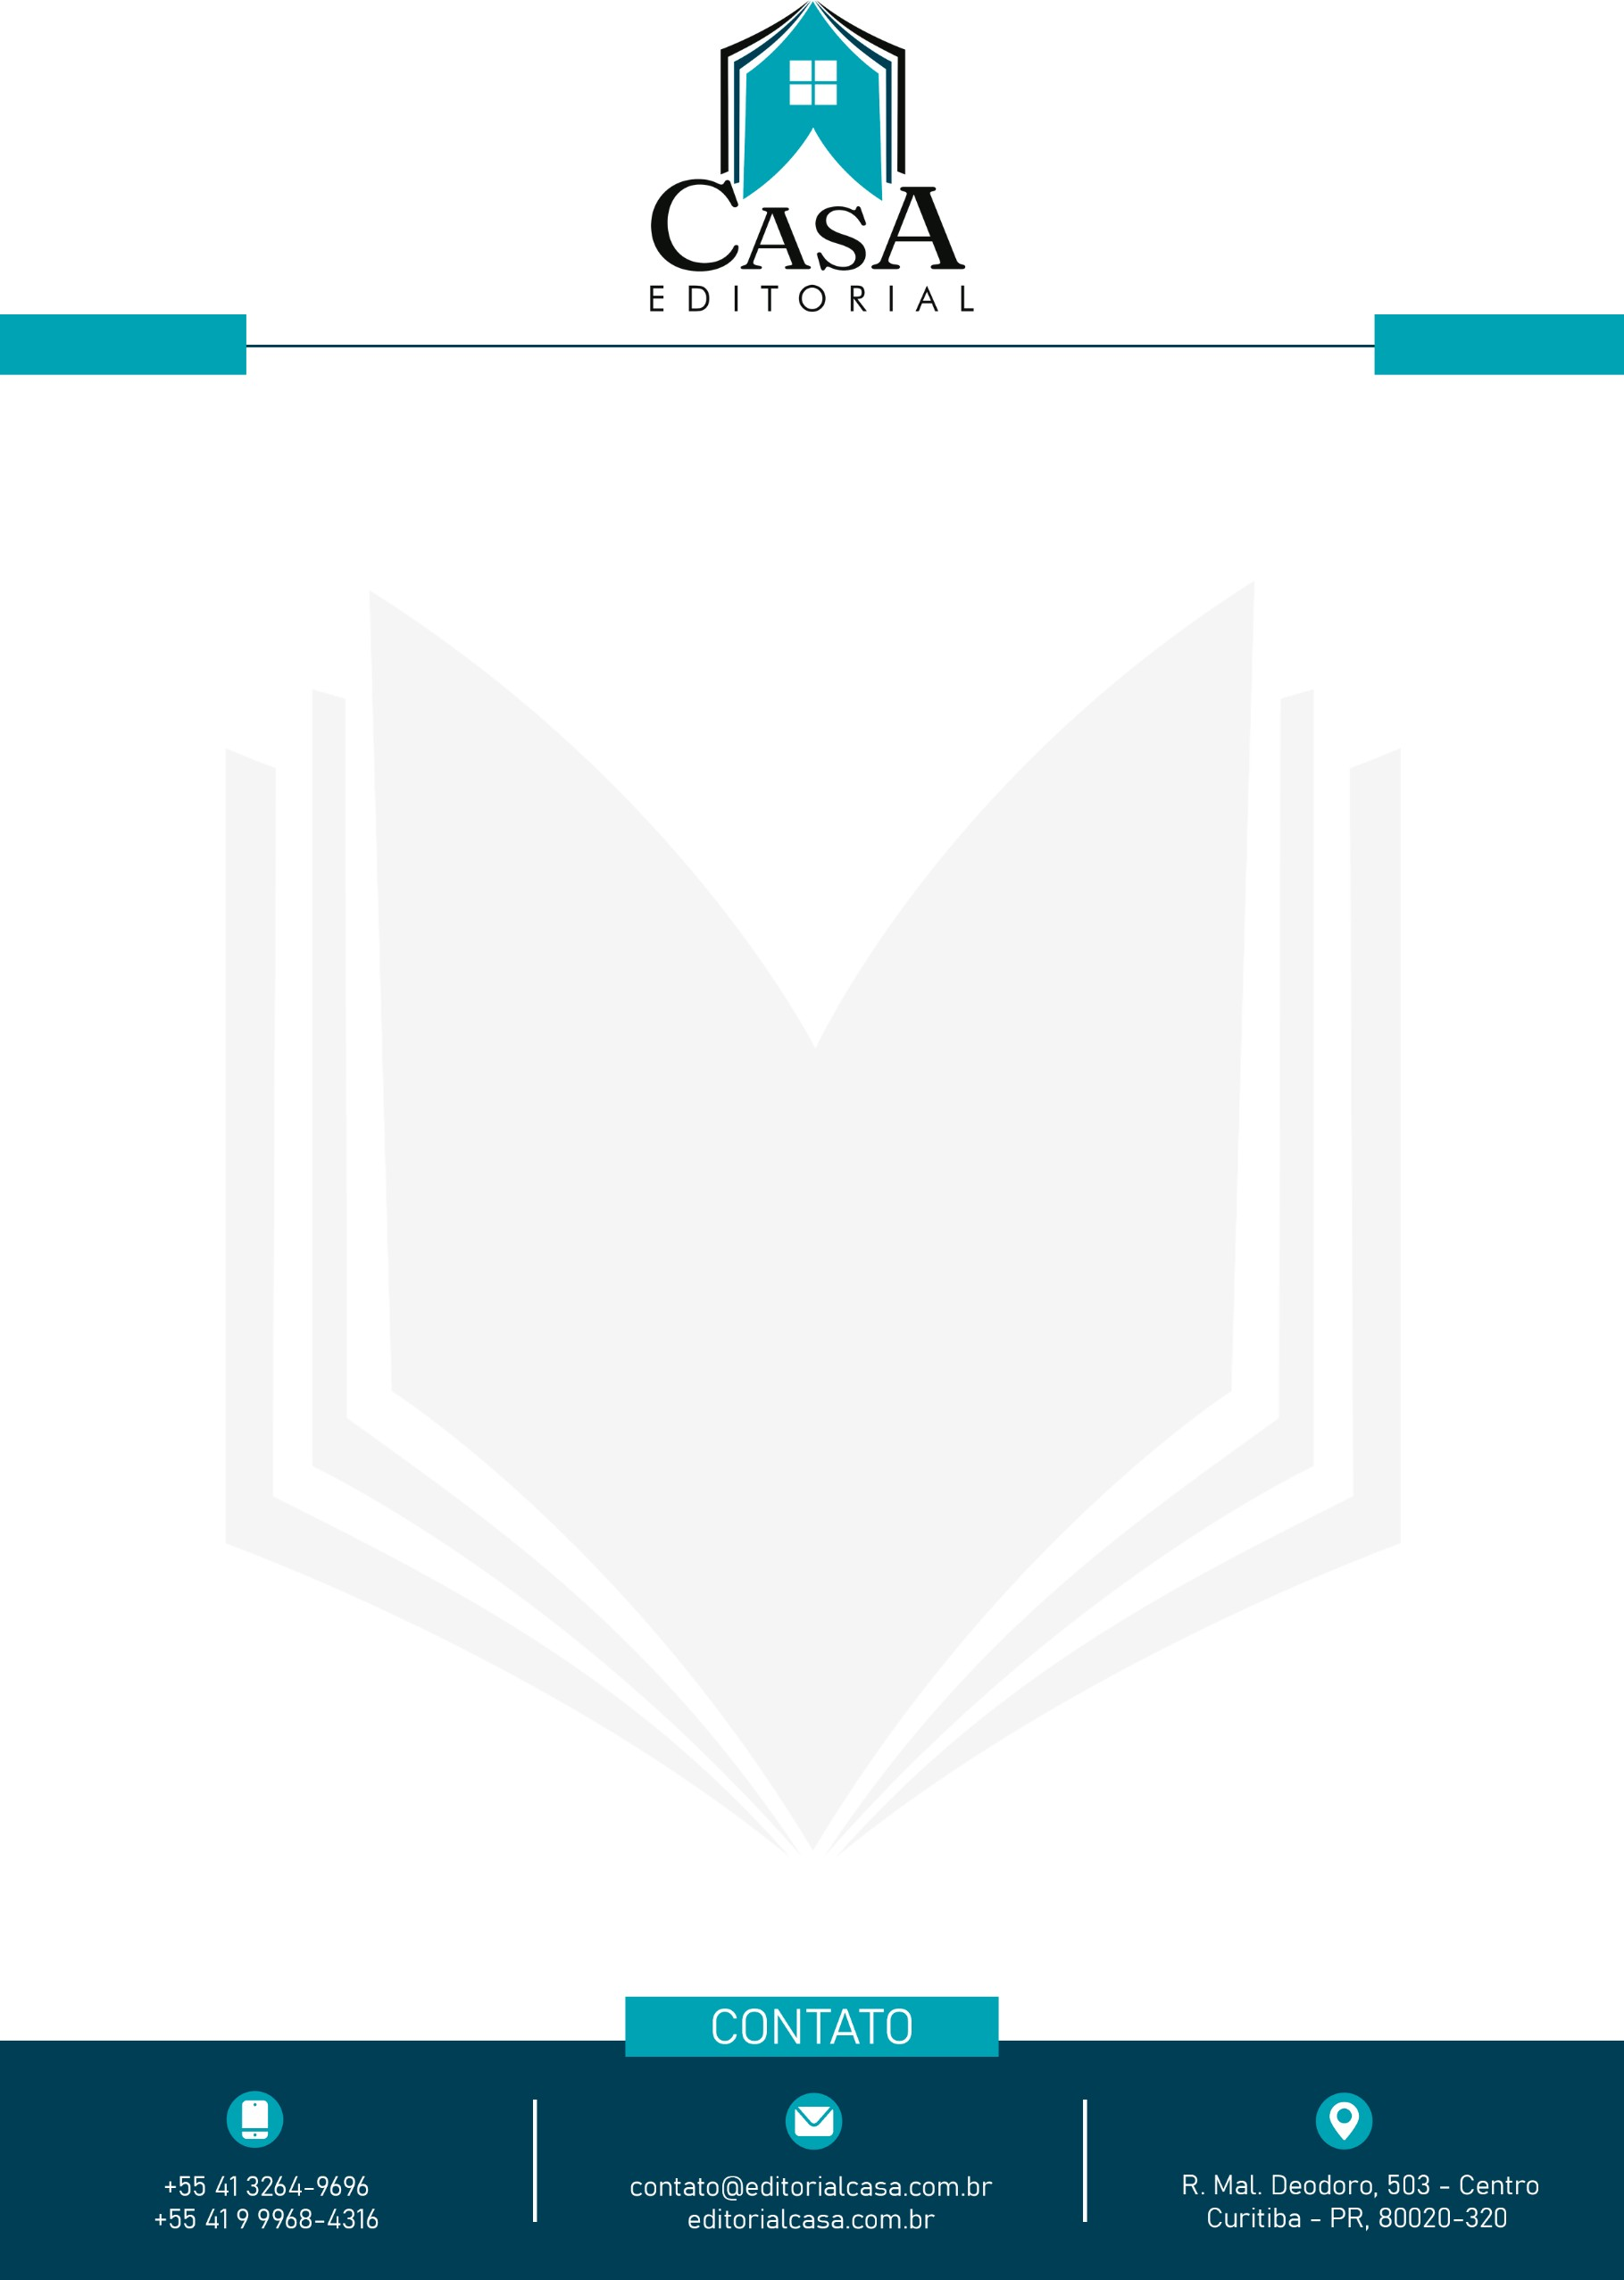 CASA
EDITORIAL
CONTATO
+55 41 3264-9696
+55 41 9 9968-4316
contato@editorialcasa.com.br
editorialcasa.com.br
R. Mal. Deodoro, 503 - Centro
Curitiba - PR, 80020-320